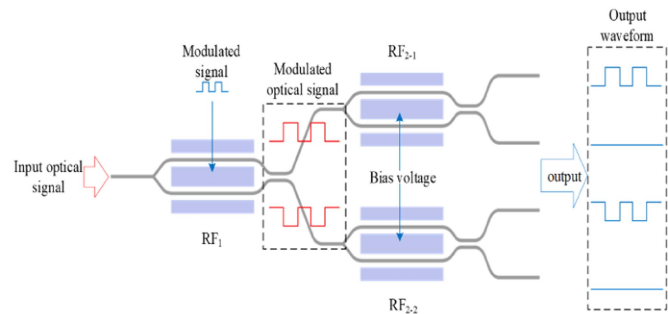 Output
waveform
RF2-1
Modulated
signal
Modulated
optical signal
Input optical
signal
Bias voltage
output
RF1
RF2-2